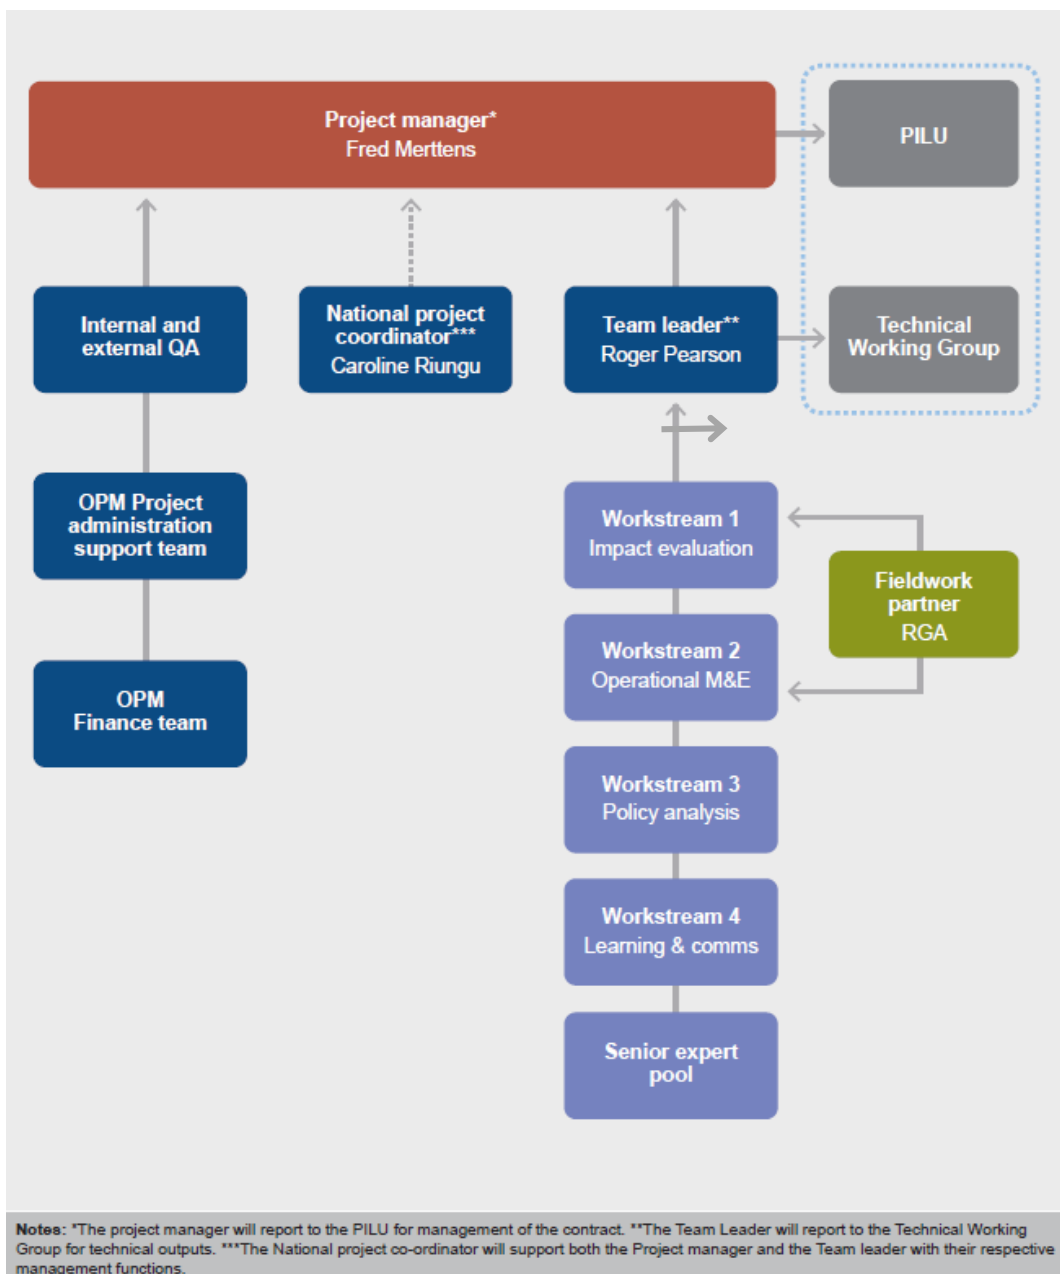 Project manager*
Fred Merttens
PILU
Internal and
external QA
National project
coordinator***
Caroline Riungu
Team leader**
Roger Pearson
Technical
Working Group
OPM Project
administration
support team
Workstream 1
Impact evaluation
Fieldwork
partner
RGA
Workstream 2
Operational M&E
OPM
Finance team
Workstream 3
Policy analysis
Workstream 4
Learning & comms
Senior expert
pool
Notes: *The project manager will report to the PILU for management of the contract. **The Team Leader will report to the Technical Working
Group for technical outputs. ***The National project co-ordinator will support both the Project manager and the Team leader with their respective
management functions.